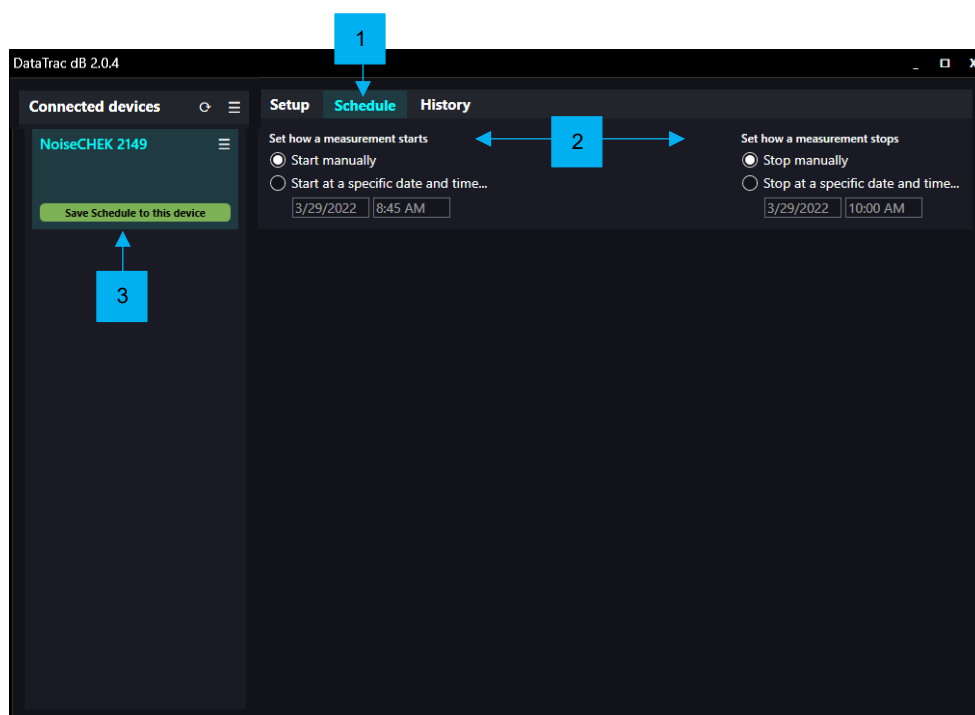 1
DataTrac dB 2.0.4
Connected devices
Setup Schedule History
NoiseCHEK 2149
Save Schedule to this device
Set how a measurement starts
Start manually
Start at a specific date and time...
3/29/2022 8:45 AM
2
Set how a measurement stops
Stop manually
Stop at a specific date and time...
3/29/2022 10:00 AM
3